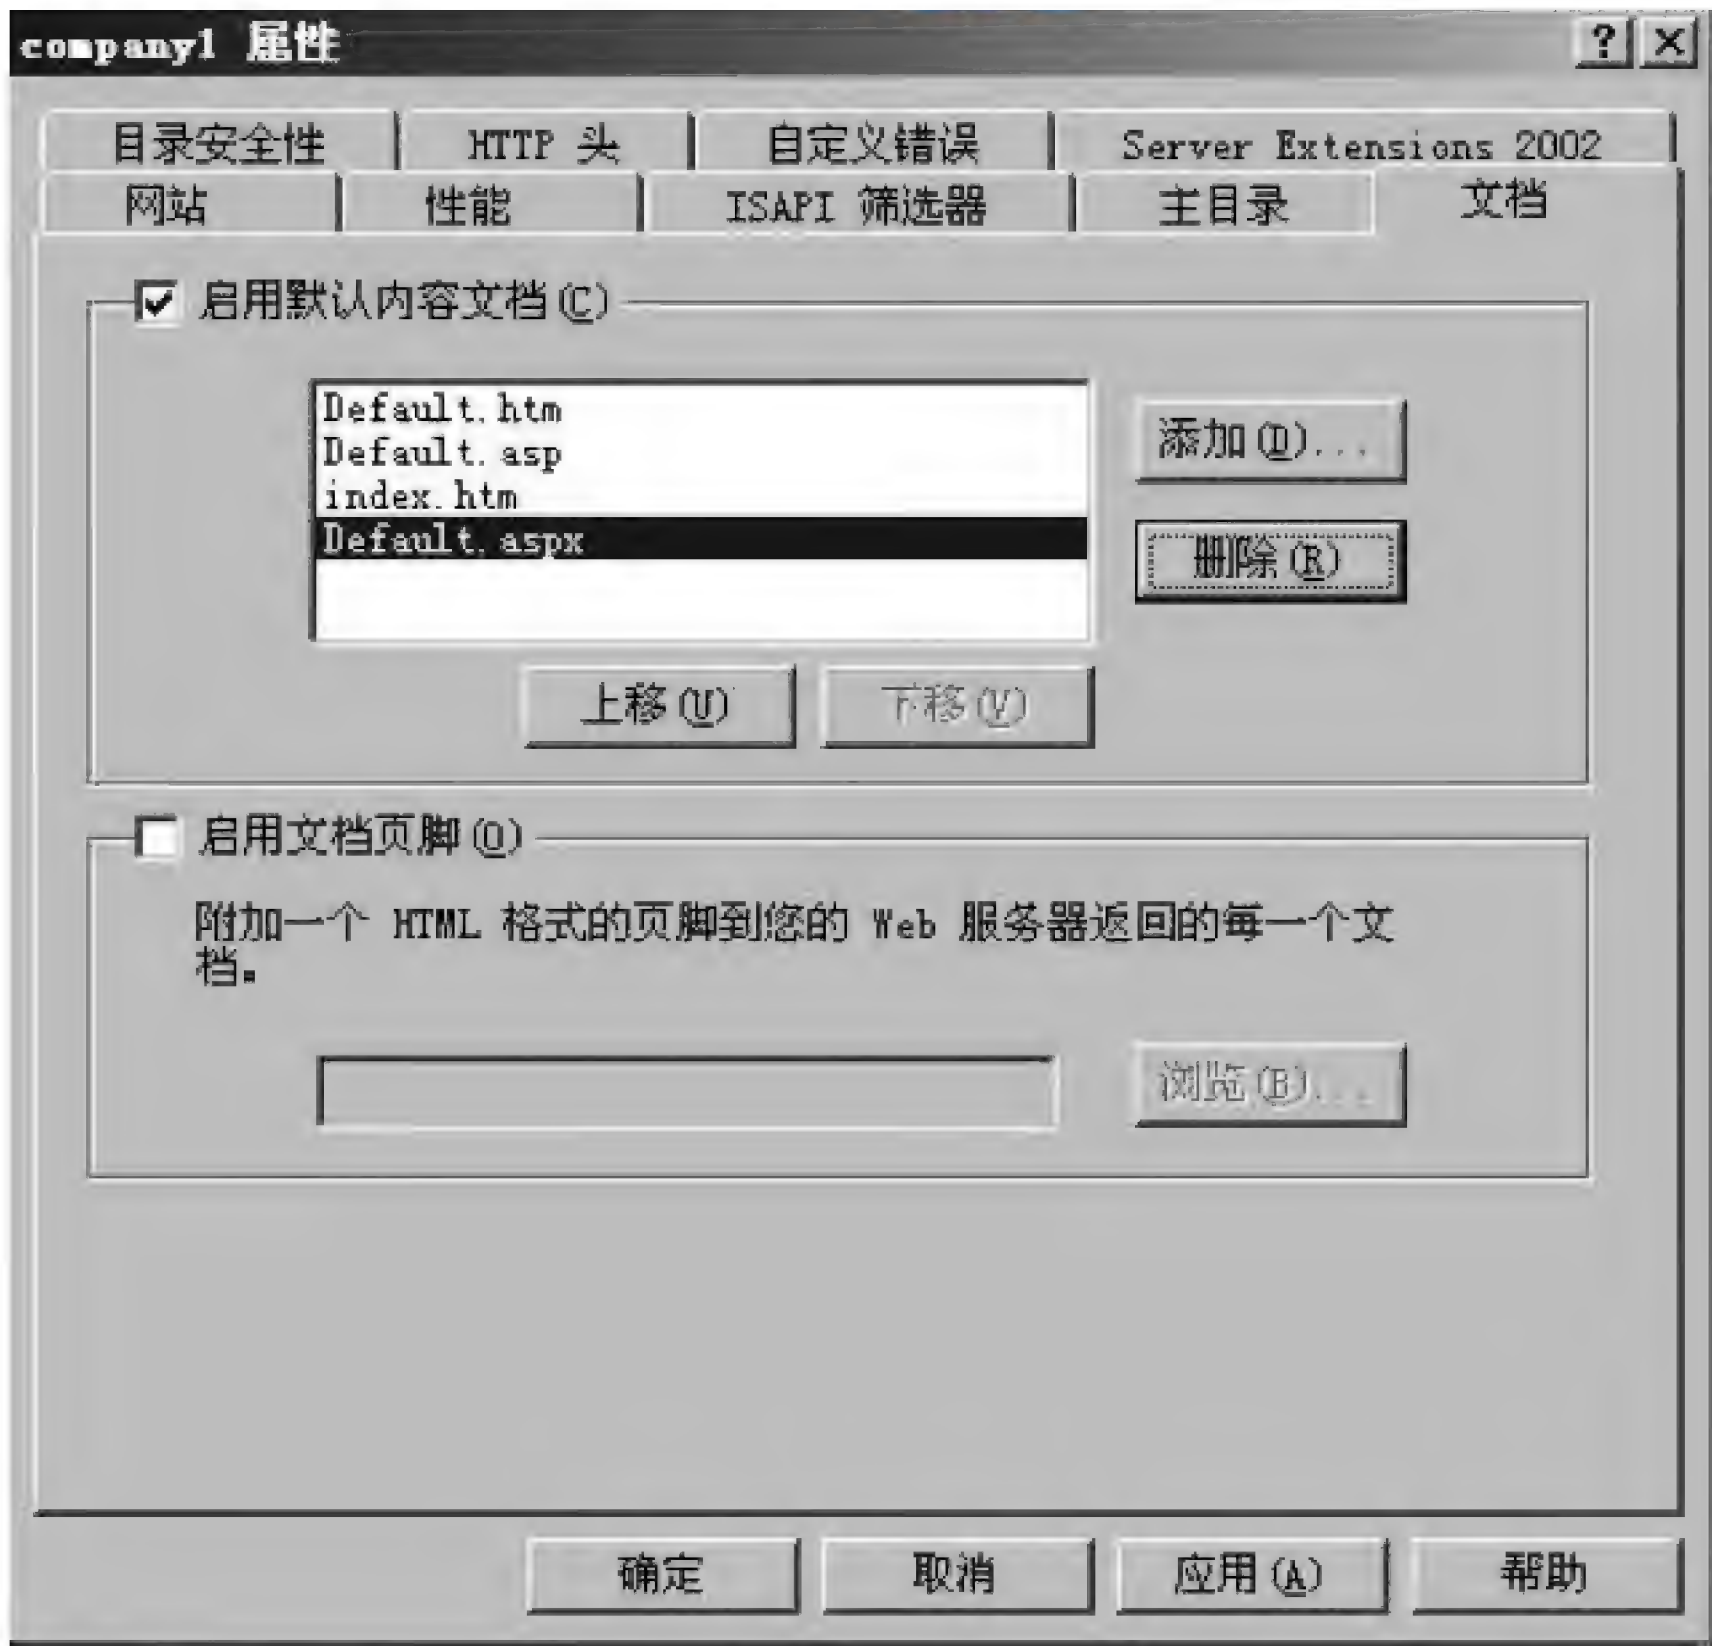 company1 属性
目录安全性 HTTP 头 自定义错误 Server Extensions 2002
网站 性能 ISAPI 筛选器 主目录 文档
启用默认内容文档(C)
Default.htm
Default.asp
index.htm
Default.aspx
添加(D)...
删除(R)
上移(U) 下移(V)
启用文档页脚(O)
附加一个 HTML 格式的页脚到您的 Web 服务器返回的每一个文
档。
浏览(B)...
确定 取消 应用(A) 帮助